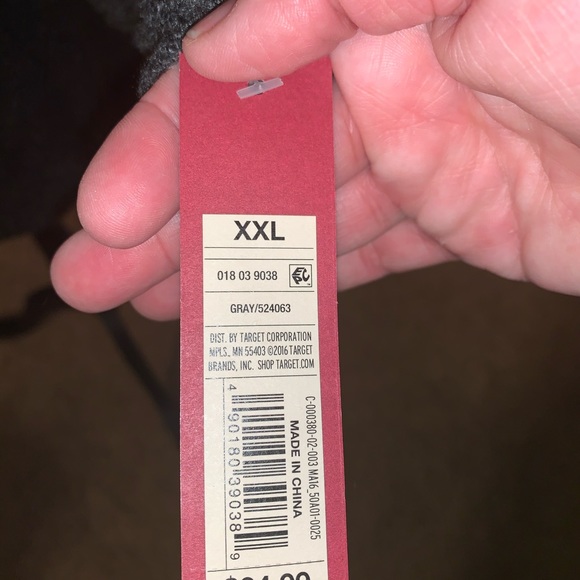 XXL
018 03 9038
GRAY/524063
DIST. BY TARGET CORPORATION
MPLS., MN 55403 ©2016 TARGET
BRANDS, INC. SHOP TARGET.COM
C-000380-02-003 MA16 50A01-0025
MADE IN CHINA
4 90180 39038 9